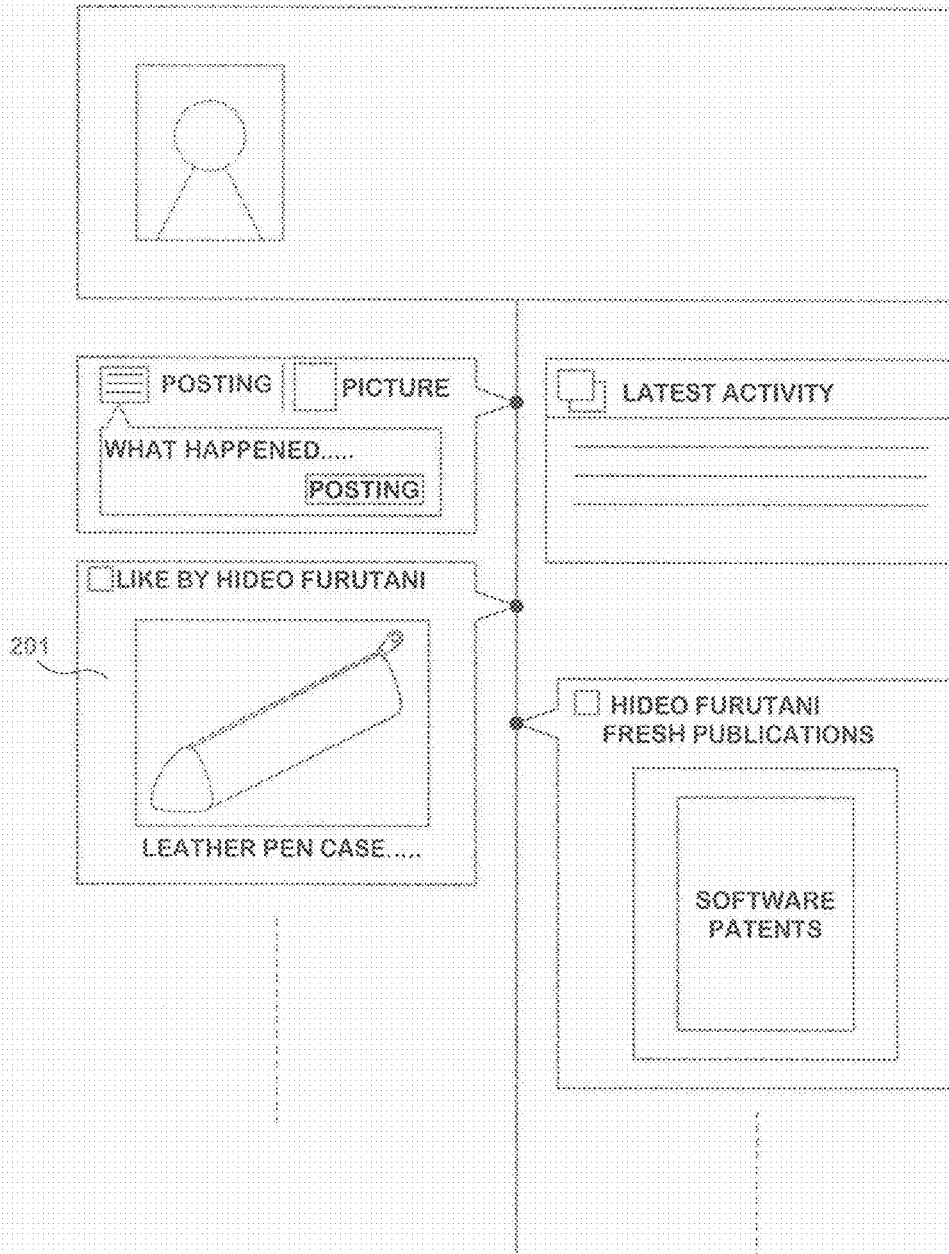 POSTING
PICTURE
LATEST ACTIVITY
WHAT HAPPENED.....
POSTING
LIKE BY HIDEO FURUTANI
201
HIDEO FURUTANI
FRESH PUBLICATIONS
LEATHER PEN CASE.....
SOFTWARE
PATENTS